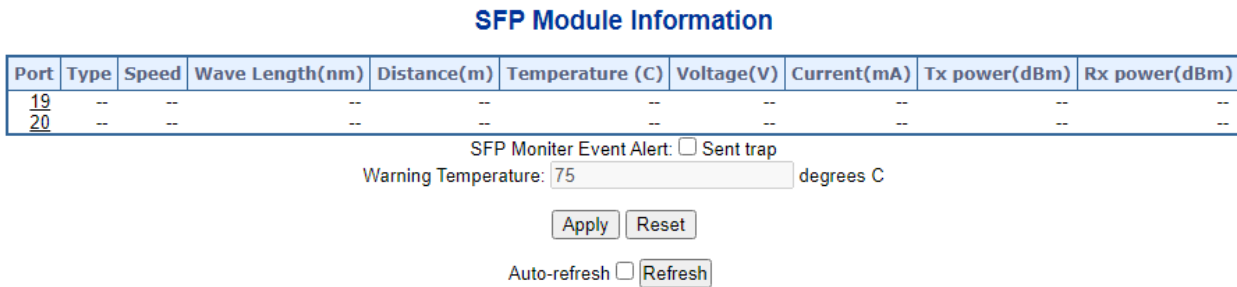 SFP Module Information
Port Type Speed Wave Length(nm) Distance(m) Temperature (C) Voltage(V) Current(mA) Tx power(dBm) Rx power(dBm)
19 -- -- -- -- -- -- -- -- --
20 -- -- -- -- -- -- -- -- --
SFP Moniter Event Alert: Sent trap
Warning Temperature: 75 degrees C
Apply Reset
Auto-refresh Refresh